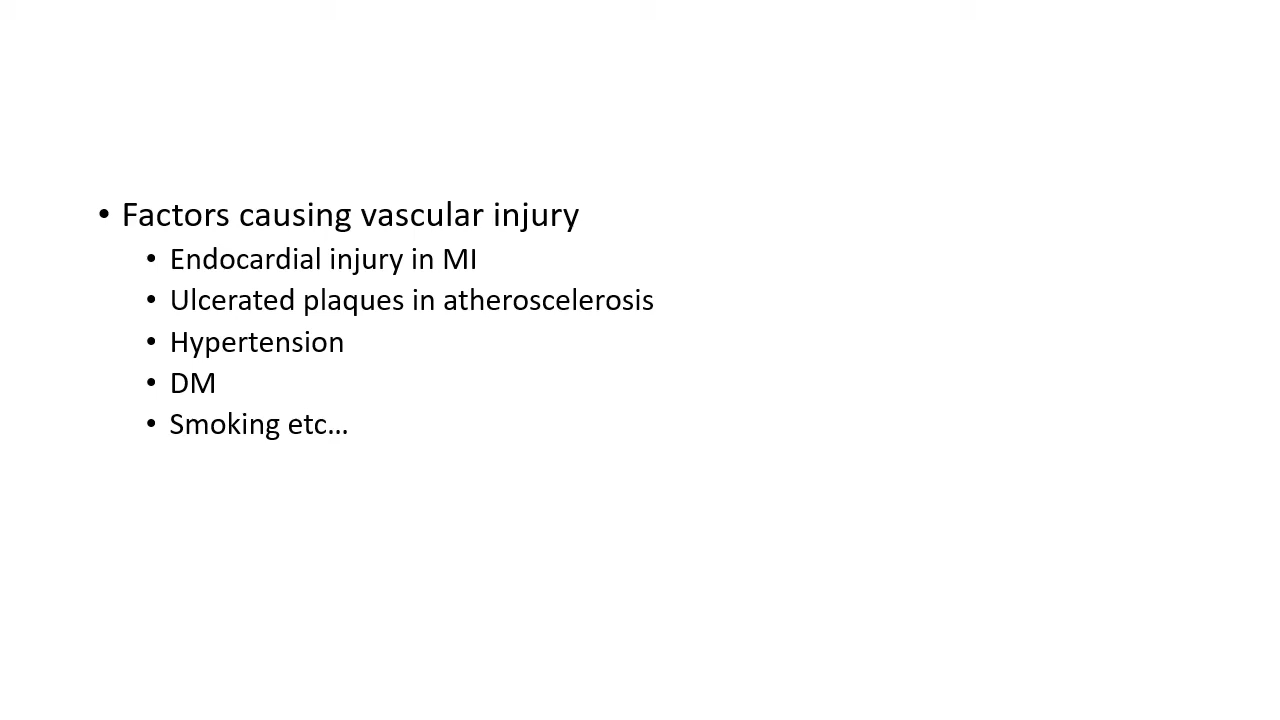 • Factors causing vascular injury
• Endocardial injury in MI
• Ulcerated plaques in atheroscelerosis
• Hypertension
• DM
• Smoking etc…